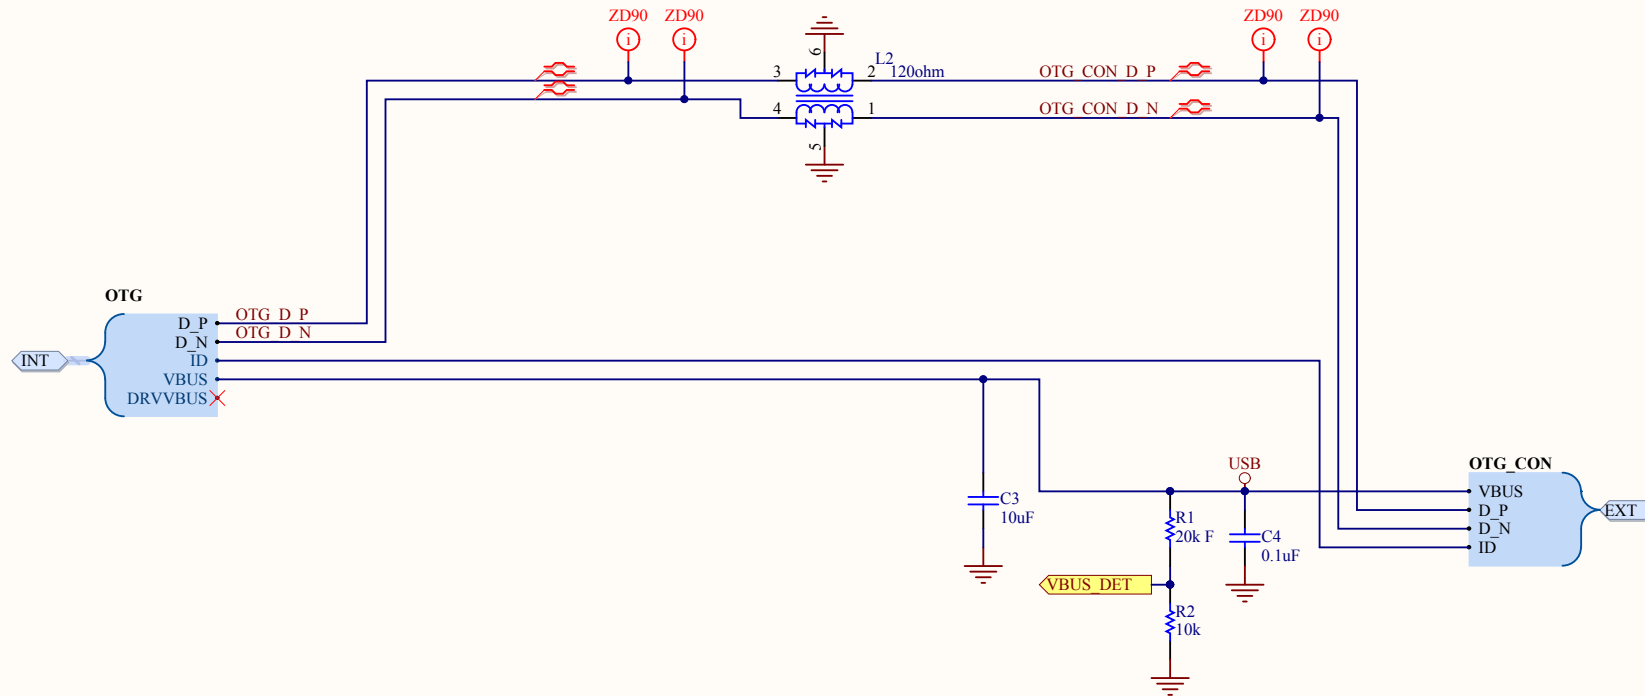 ZD90 ZD90 ZD90 ZD90
i i i i
6
L2
3 2 120ohm OTG_CON_D_P
4 1 OTG_CON_D_N
5
OTG
D_P OTG_D_P
D_N OTG_D_N
INT ID
VBUS
DRVVBUS
USB OTG_CON
VBUS
C3 D_P EXT
10uF R1 D_N
20k F C4 ID
0.1uF
VBUS_DET
R2
10k